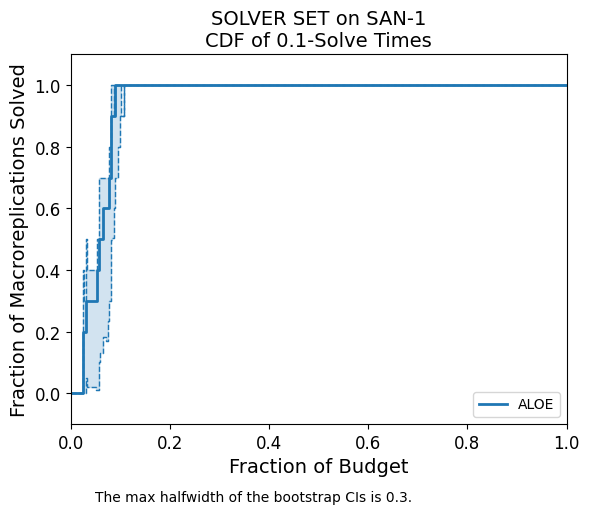 SOLVER SET on SAN-1
CDF of 0.1-Solve Times
Fraction of Macroreplications Solved
1.0
0.8
0.6
0.4
0.2
0.0
ALOE
0.0 0.2 0.4 0.6 0.8 1.0
Fraction of Budget
The max halfwidth of the bootstrap CIs is 0.3.